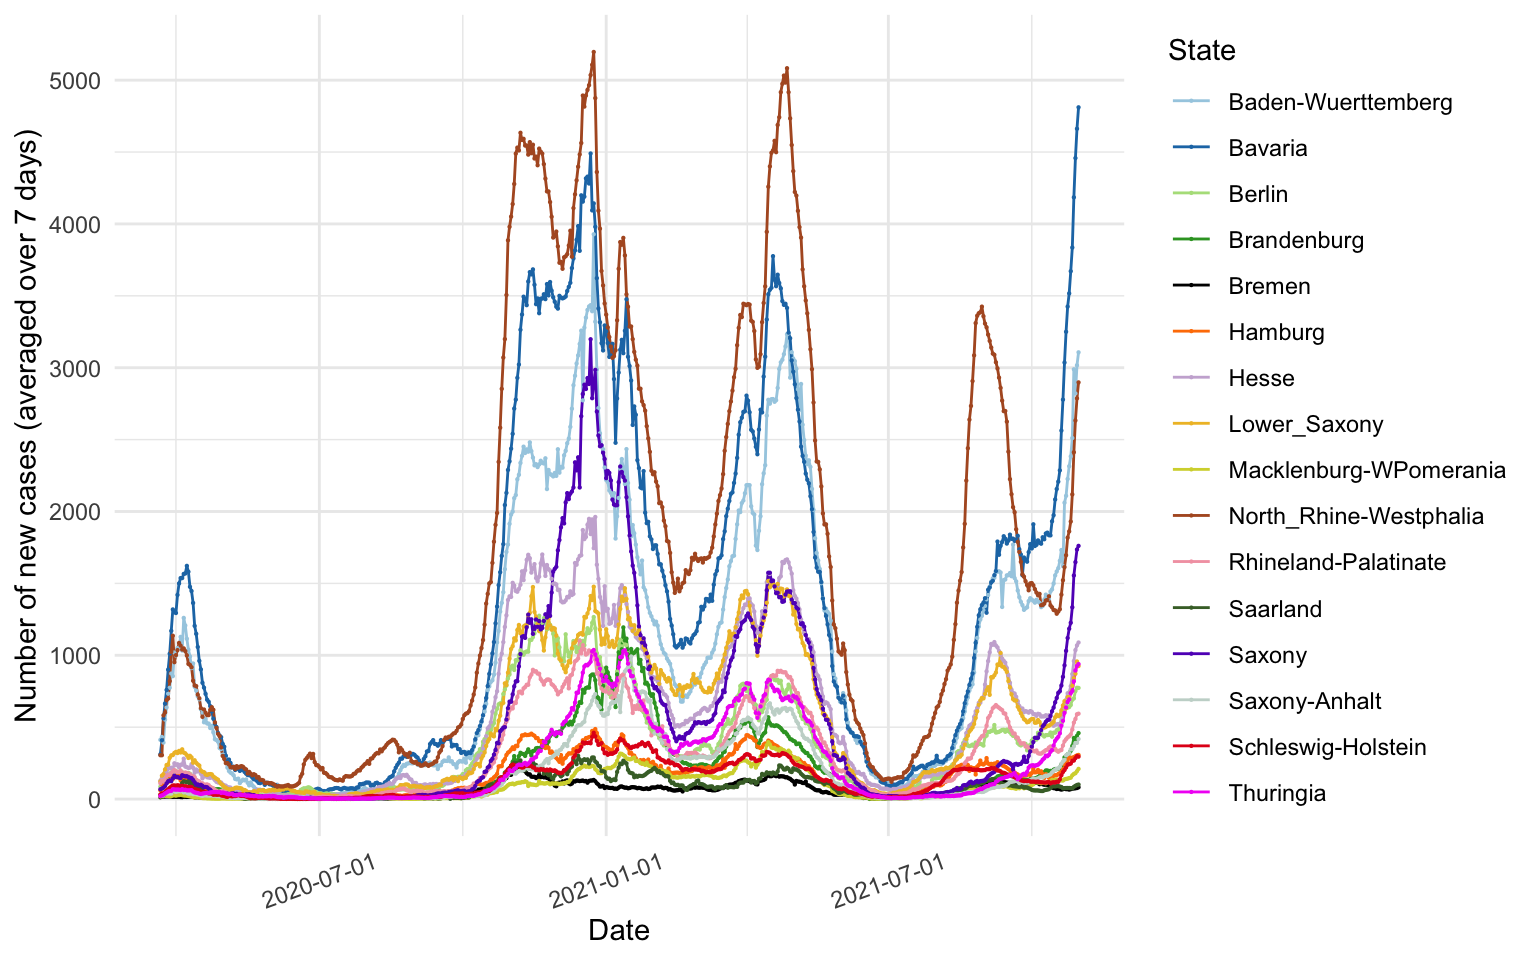 Number of new cases (averaged over 7 days)
5000
4000
3000
2000
1000
0
2020-07-01
2021-01-01
2021-07-01
Date
State
Baden-Wuerttemberg
Bavaria
Berlin
Brandenburg
Bremen
Hamburg
Hesse
Lower_Saxony
Macklenburg-WPomerania
North_Rhine-Westphalia
Rhineland-Palatinate
Saarland
Saxony
Saxony-Anhalt
Schleswig-Holstein
Thuringia